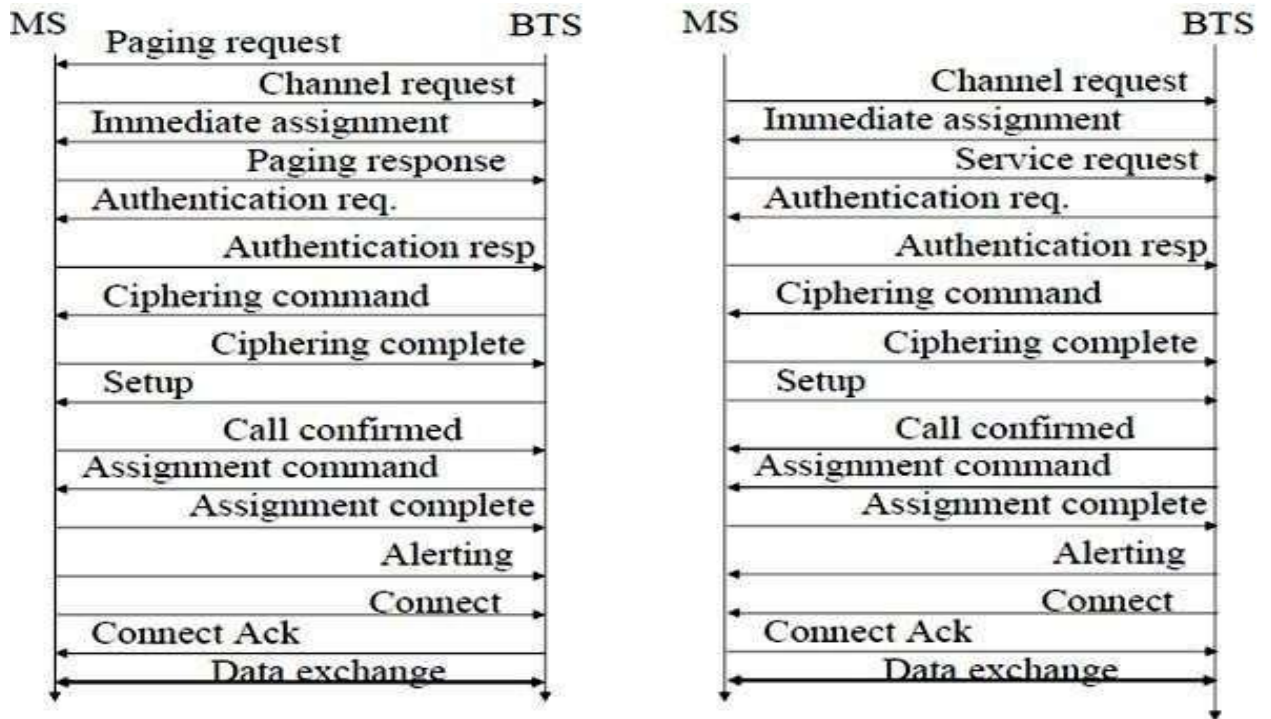 MS
BTS
Paging request
Channel request
Immediate assignment
Paging response
Authentication req.
Authentication resp
Ciphering command
Ciphering complete
Setup
Call confirmed
Assignment command
Assignment complete
Alerting
Connect
Connect Ack
Data exchange
MS
BTS
Channel request
Immediate assignment
Service request
Authentication req.
Authentication resp
Ciphering command
Ciphering complete
Setup
Call confirmed
Assignment command
Assignment complete
Alerting
Connect
Connect Ack
Data exchange